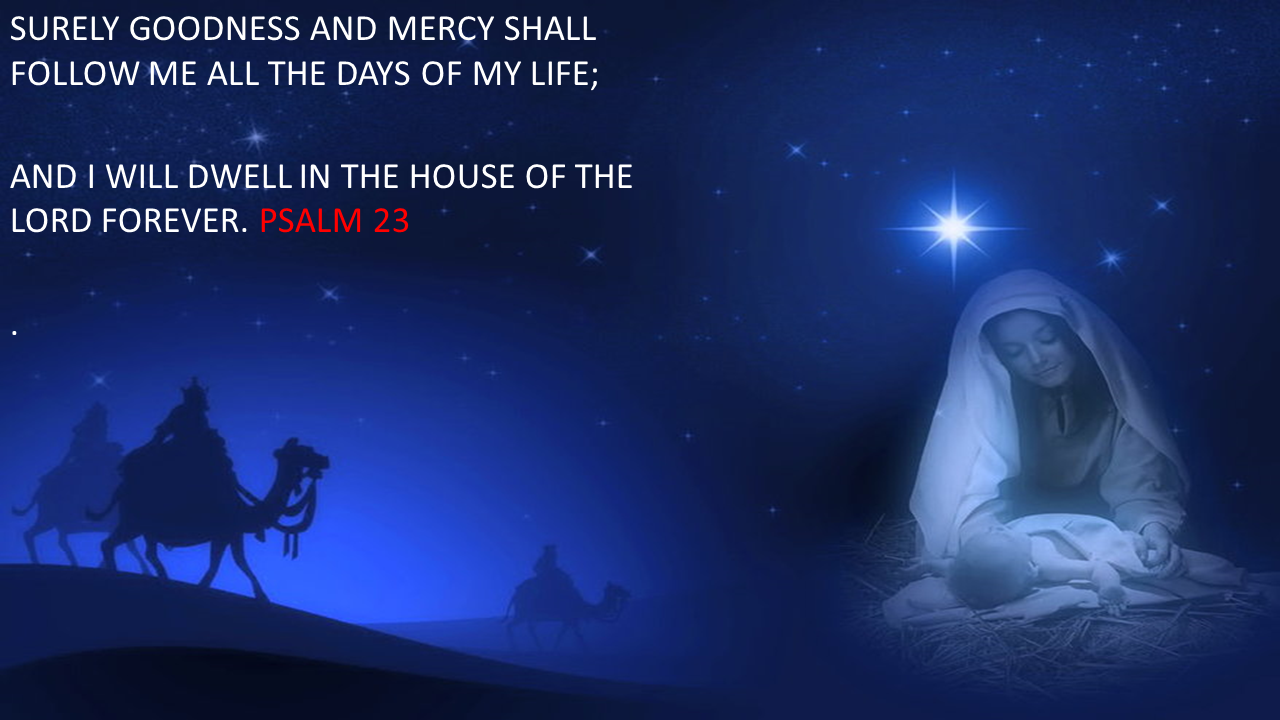 SURELY GOODNESS AND MERCY SHALL
FOLLOW ME ALL THE DAYS OF MY LIFE;
AND I WILL DWELL IN THE HOUSE OF THE
LORD FOREVER. PSALM 23
.